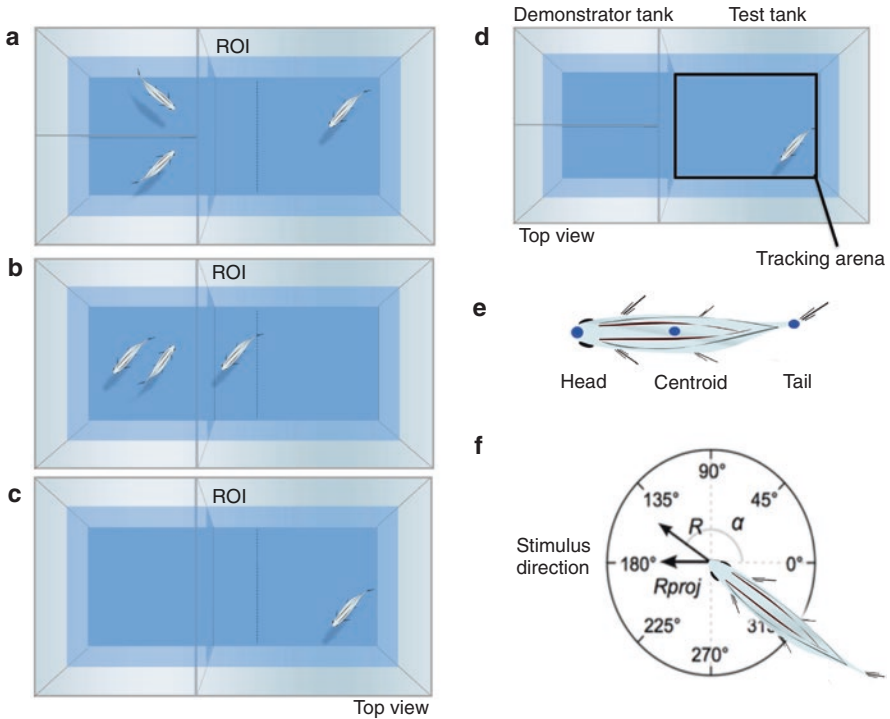 a
ROI
b
ROI
c
ROI
Top view
d
Demonstrator tank Test tank
Top view
Tracking arena
e
Head Centroid Tail
f
90°
135° 45°
R α
Stimulus
direction
180° 0°
Rproj
225°
270°